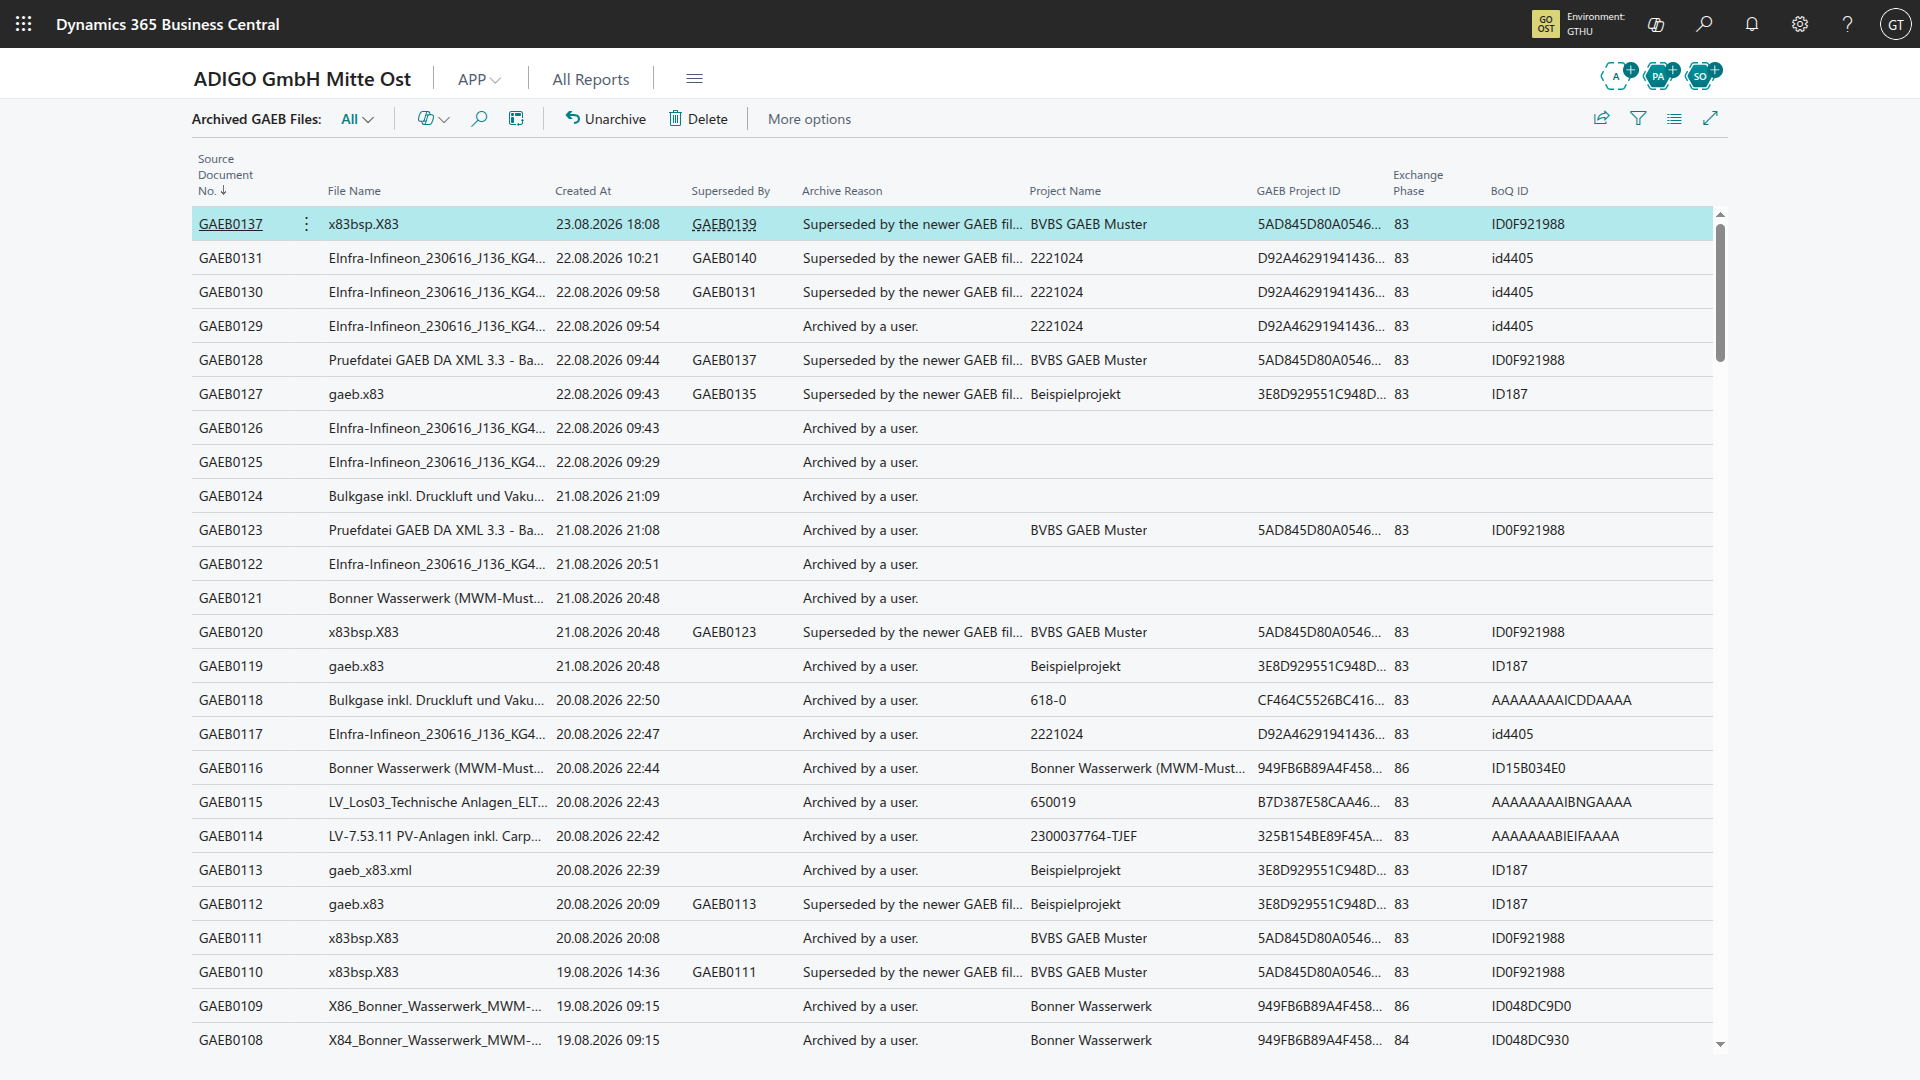 Dynamics 365 Business Central
GO OST
Environment:
GTHU
GT
ADIGO GmbH Mitte Ost
APP
All Reports
A
PA
SO
Archived GAEB Files:
All
Unarchive
Delete
More options
Source Document No. ↓ File Name Created At Superseded By Archive Reason Project Name GAEB Project ID Exchange Phase BoQ ID
GAEB0137 x83bsp.X83 23.08.2026 18:08 GAEB0139 Superseded by the newer GAEB fil... BVBS GAEB Muster 5AD845D80A0546... 83 ID0F921988
GAEB0131 EInfra-Infineon_230616_J136_KG4... 22.08.2026 10:21 GAEB0140 Superseded by the newer GAEB fil... 2221024 D92A46291941436... 83 id4405
GAEB0130 EInfra-Infineon_230616_J136_KG4... 22.08.2026 09:58 GAEB0131 Superseded by the newer GAEB fil... 2221024 D92A46291941436... 83 id4405
GAEB0129 EInfra-Infineon_230616_J136_KG4... 22.08.2026 09:54 Archived by a user. 2221024 D92A46291941436... 83 id4405
GAEB0128 Pruefdatei GAEB DA XML 3.3 - Ba... 22.08.2026 09:44 GAEB0137 Superseded by the newer GAEB fil... BVBS GAEB Muster 5AD845D80A0546... 83 ID0F921988
GAEB0127 gaeb.x83 22.08.2026 09:43 GAEB0135 Superseded by the newer GAEB fil... Beispielprojekt 3E8D929551C948D... 83 ID187
GAEB0126 EInfra-Infineon_230616_J136_KG4... 22.08.2026 09:43 Archived by a user.
GAEB0125 EInfra-Infineon_230616_J136_KG4... 22.08.2026 09:29 Archived by a user.
GAEB0124 Bulkgase inkl. Druckluft und Vaku... 21.08.2026 21:09 Archived by a user.
GAEB0123 Pruefdatei GAEB DA XML 3.3 - Ba... 21.08.2026 21:08 Archived by a user. BVBS GAEB Muster 5AD845D80A0546... 83 ID0F921988
GAEB0122 EInfra-Infineon_230616_J136_KG4... 21.08.2026 20:51 Archived by a user.
GAEB0121 Bonner Wasserwerk (MWM-Must... 21.08.2026 20:48 Archived by a user.
GAEB0120 x83bsp.X83 21.08.2026 20:48 GAEB0123 Superseded by the newer GAEB fil... BVBS GAEB Muster 5AD845D80A0546... 83 ID0F921988
GAEB0119 gaeb.x83 21.08.2026 20:48 Archived by a user. Beispielprojekt 3E8D929551C948D... 83 ID187
GAEB0118 Bulkgase inkl. Druckluft und Vaku... 20.08.2026 22:50 Archived by a user. 618-0 CF464C5526BC416... 83 AAAAAAAAICDDAAAA
GAEB0117 EInfra-Infineon_230616_J136_KG4... 20.08.2026 22:47 Archived by a user. 2221024 D92A46291941436... 83 id4405
GAEB0116 Bonner Wasserwerk (MWM-Must... 20.08.2026 22:44 Archived by a user. Bonner Wasserwerk (MWM-Must... 949FB6B89A4F458... 86 ID15B034E0
GAEB0115 LV_Los03_Technische Anlagen_ELT... 20.08.2026 22:43 Archived by a user. 650019 B7D387E58CAA46... 83 AAAAAAAAIBNGAAAA
GAEB0114 LV-7.53.11 PV-Anlagen inkl. Carp... 20.08.2026 22:42 Archived by a user. 2300037764-TJEF 325B154BE89F45A... 83 AAAAAAABIEIFAAAA
GAEB0113 gaeb_x83.xml 20.08.2026 22:39 Archived by a user. Beispielprojekt 3E8D929551C948D... 83 ID187
GAEB0112 gaeb.x83 20.08.2026 20:09 GAEB0113 Superseded by the newer GAEB fil... Beispielprojekt 3E8D929551C948D... 83 ID187
GAEB0111 x83bsp.X83 20.08.2026 20:08 Archived by a user. BVBS GAEB Muster 5AD845D80A0546... 83 ID0F921988
GAEB0110 x83bsp.X83 19.08.2026 14:36 GAEB0111 Superseded by the newer GAEB fil... BVBS GAEB Muster 5AD845D80A0546... 83 ID0F921988
GAEB0109 X86_Bonner_Wasserwerk_MWM-... 19.08.2026 09:15 Archived by a user. Bonner Wasserwerk 949FB6B89A4F458... 86 ID048DC9D0
GAEB0108 X84_Bonner_Wasserwerk_MWM-... 19.08.2026 09:15 Archived by a user. Bonner Wasserwerk 949FB6B89A4F458... 84 ID048DC930